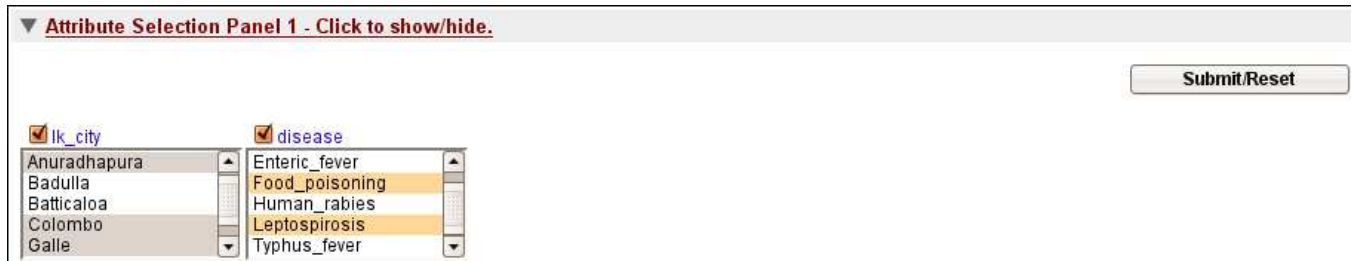 Attribute Selection Panel 1 - Click to show/hide.
Submit/Reset
lk_city
disease
Anuradhapura
Badulla
Batticaloa
Colombo
Galle
Enteric_fever
Food_poisoning
Human_rabies
Leptospirosis
Typhus_fever